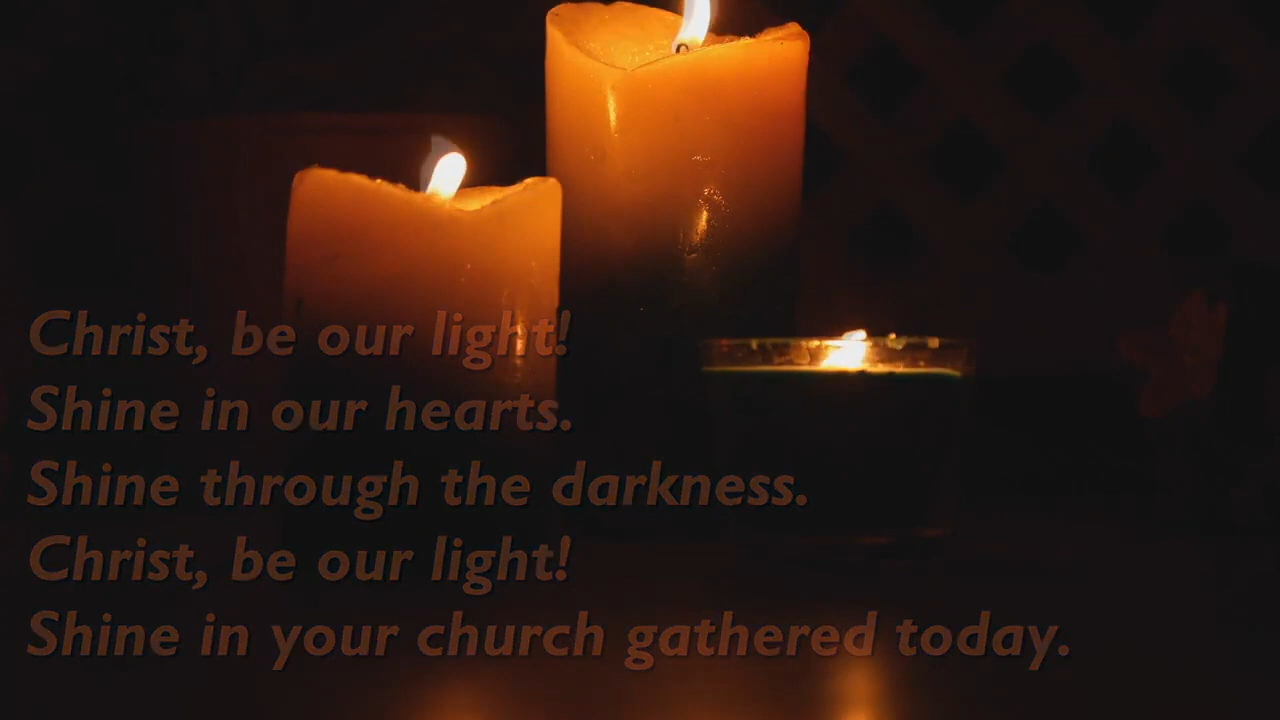 Christ, be our light!
Shine in our hearts.
Shine through the darkness.
Christ, be our light!
Shine in your church gathered today.